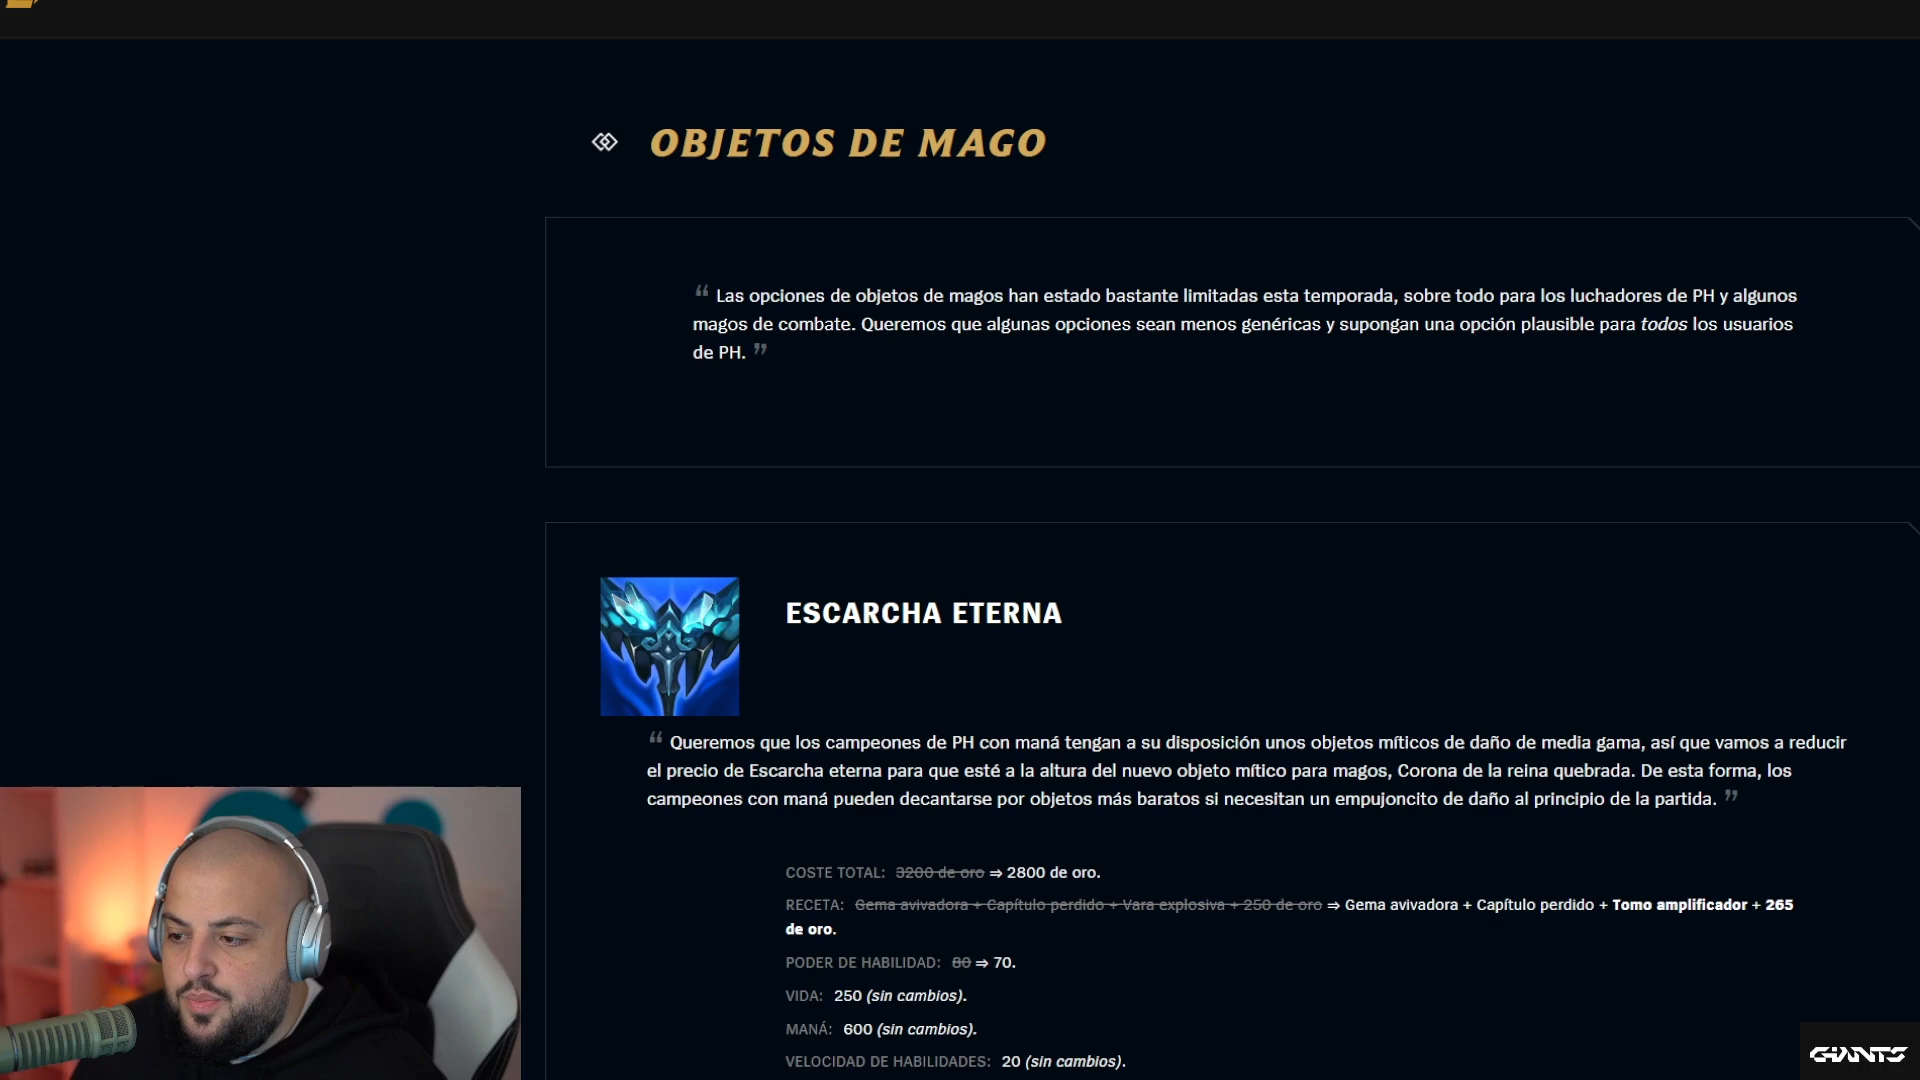 OBJETOS DE MAGO
“ Las opciones de objetos de magos han estado bastante limitadas esta temporada, sobre todo para los luchadores de PH y algunos
magos de combate. Queremos que algunas opciones sean menos genéricas y supongan una opción plausible para todos los usuarios
de PH. ”
ESCARCHA ETERNA
“ Queremos que los campeones de PH con maná tengan a su disposición unos objetos míticos de daño de media gama, así que vamos a reducir
el precio de Escarcha eterna para que esté a la altura del nuevo objeto mítico para magos, Corona de la reina quebrada. De esta forma, los
campeones con maná pueden decantarse por objetos más baratos si necesitan un empujoncito de daño al principio de la partida. ”
COSTE TOTAL: 3200 de oro ⇒ 2800 de oro.
RECETA: Gema avivadora + Capítulo perdido + Vara explosiva + 250 de oro ⇒ Gema avivadora + Capítulo perdido + Tomo amplificador + 265
de oro.
PODER DE HABILIDAD: 80 ⇒ 70.
VIDA: 250 (sin cambios).
MANÁ: 600 (sin cambios).
VELOCIDAD DE HABILIDADES: 20 (sin cambios).
GIANTS